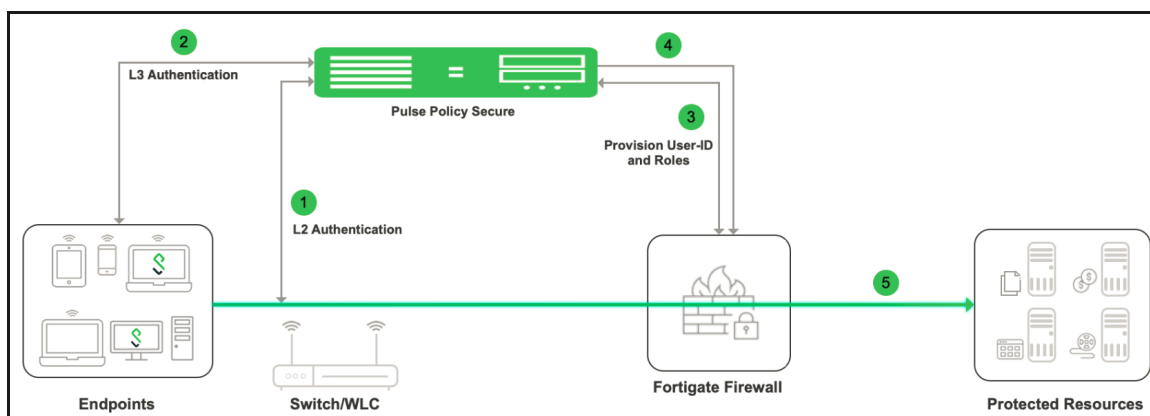 2
4
L3 Authentication
Pulse Policy Secure
3
Provision User-ID
and Roles
1
L2 Authentication
5
Endpoints
Switch/WLC
Fortigate Firewall
Protected Resources